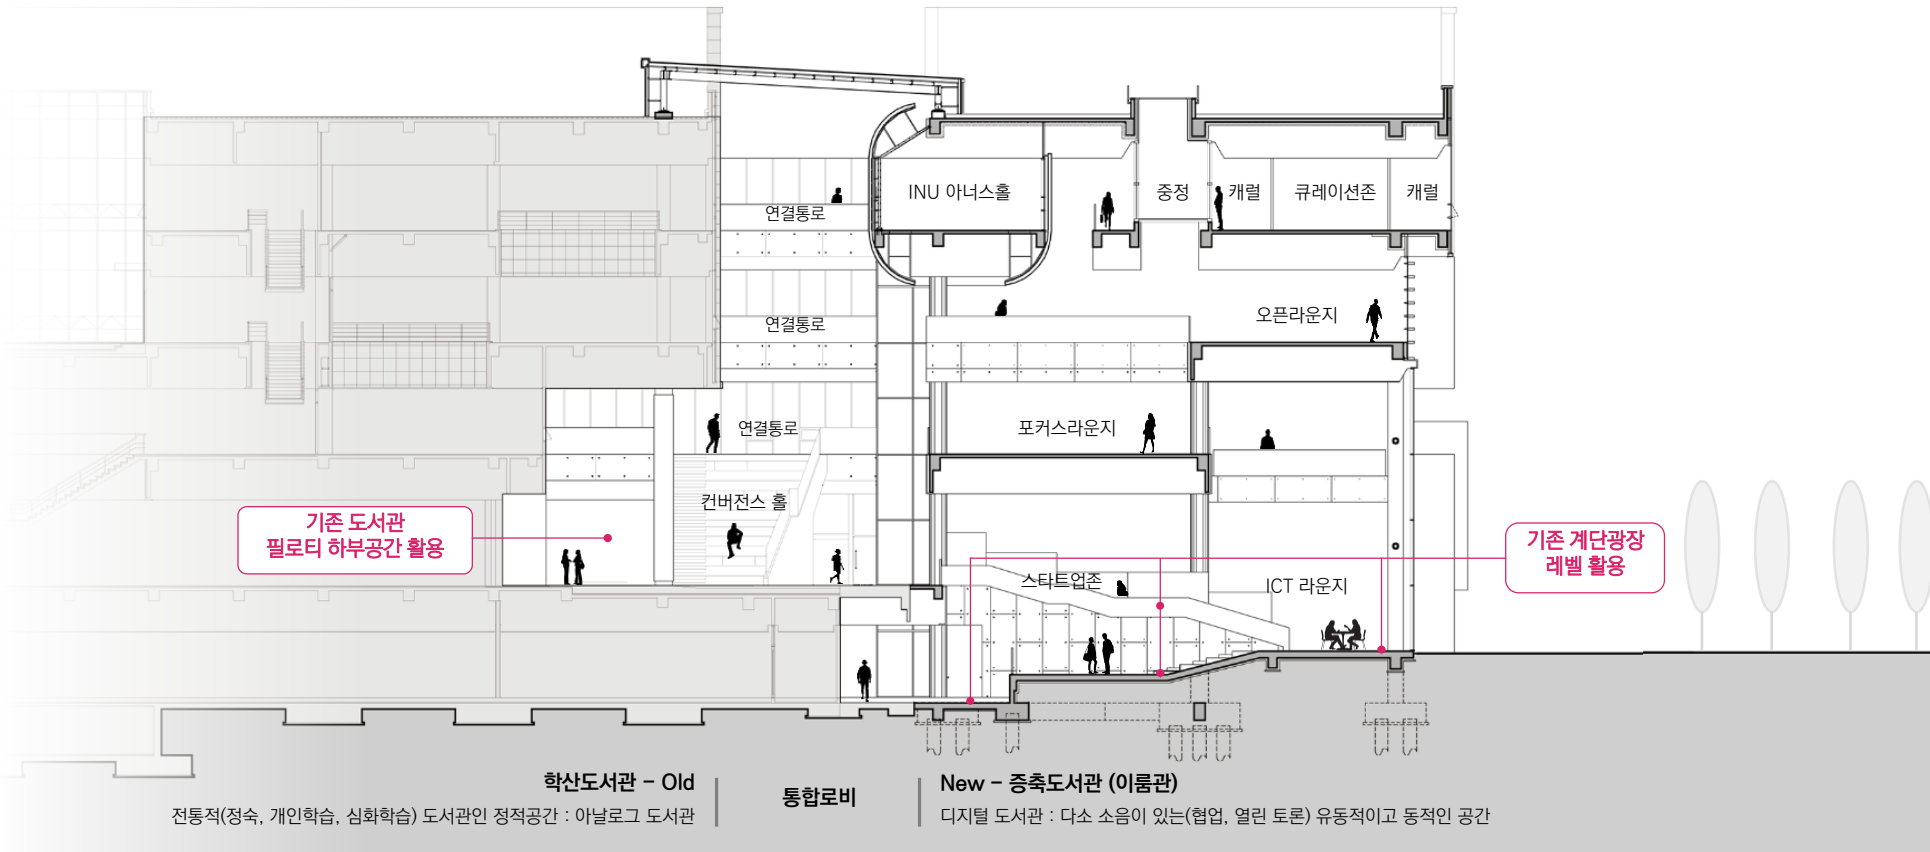 INU 아너스홀
중정
캐럴
큐레이션존
캐럴
연결통로
연결통로
오픈라운지
연결통로
포커스라운지
컨버전스 홀
기존 도서관
필로티 하부공간 활용
기존 계단광장
레벨 활용
스타트업존
ICT 라운지
학산도서관 – Old
전통적(정숙, 개인학습, 심화학습) 도서관인 정적공간 : 아날로그 도서관
통합로비
New – 증축도서관 (이룸관)
디지털 도서관 : 다소 소음이 있는(협업, 열린 토론) 유동적이고 동적인 공간